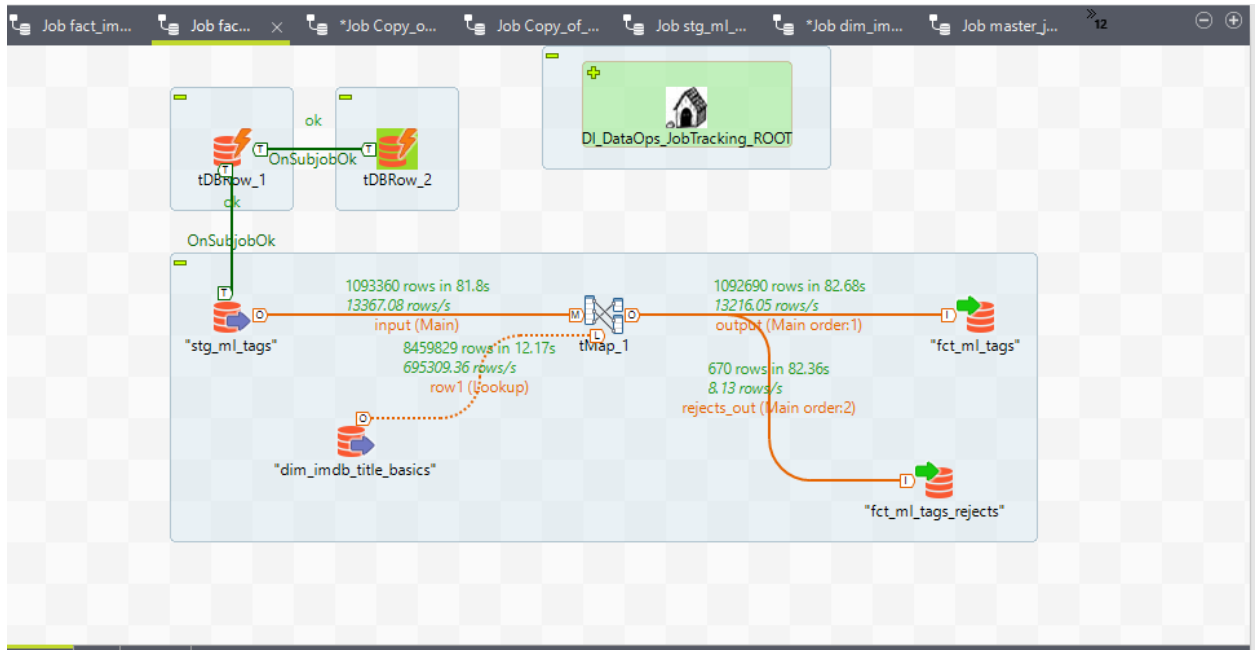 Job fact_im...
Job fac...
*Job Copy_o...
Job Copy_of_...
Job stg_ml_...
*Job dim_im...
Job master_j...
12
DI_DataOps_JobTracking_ROOT
ok
T
T
OnSubjobOk
T
tDBRow_1
tDBRow_2
ok
OnSubjobOk
T
1093360 rows in 81.8s
13367.08 rows/s
input (Main)
1092690 rows in 82.68s
13216.05 rows/s
output (Main order:1)
O
M
O
I
"stg_ml_tags"
L
tMap_1
"fct_ml_tags"
8459829 rows in 12.17s
695309.36 rows/s
row1 (Lookup)
670 rows in 82.36s
8.13 rows/s
rejects_out (Main order:2)
O
"dim_imdb_title_basics"
I
"fct_ml_tags_rejects"